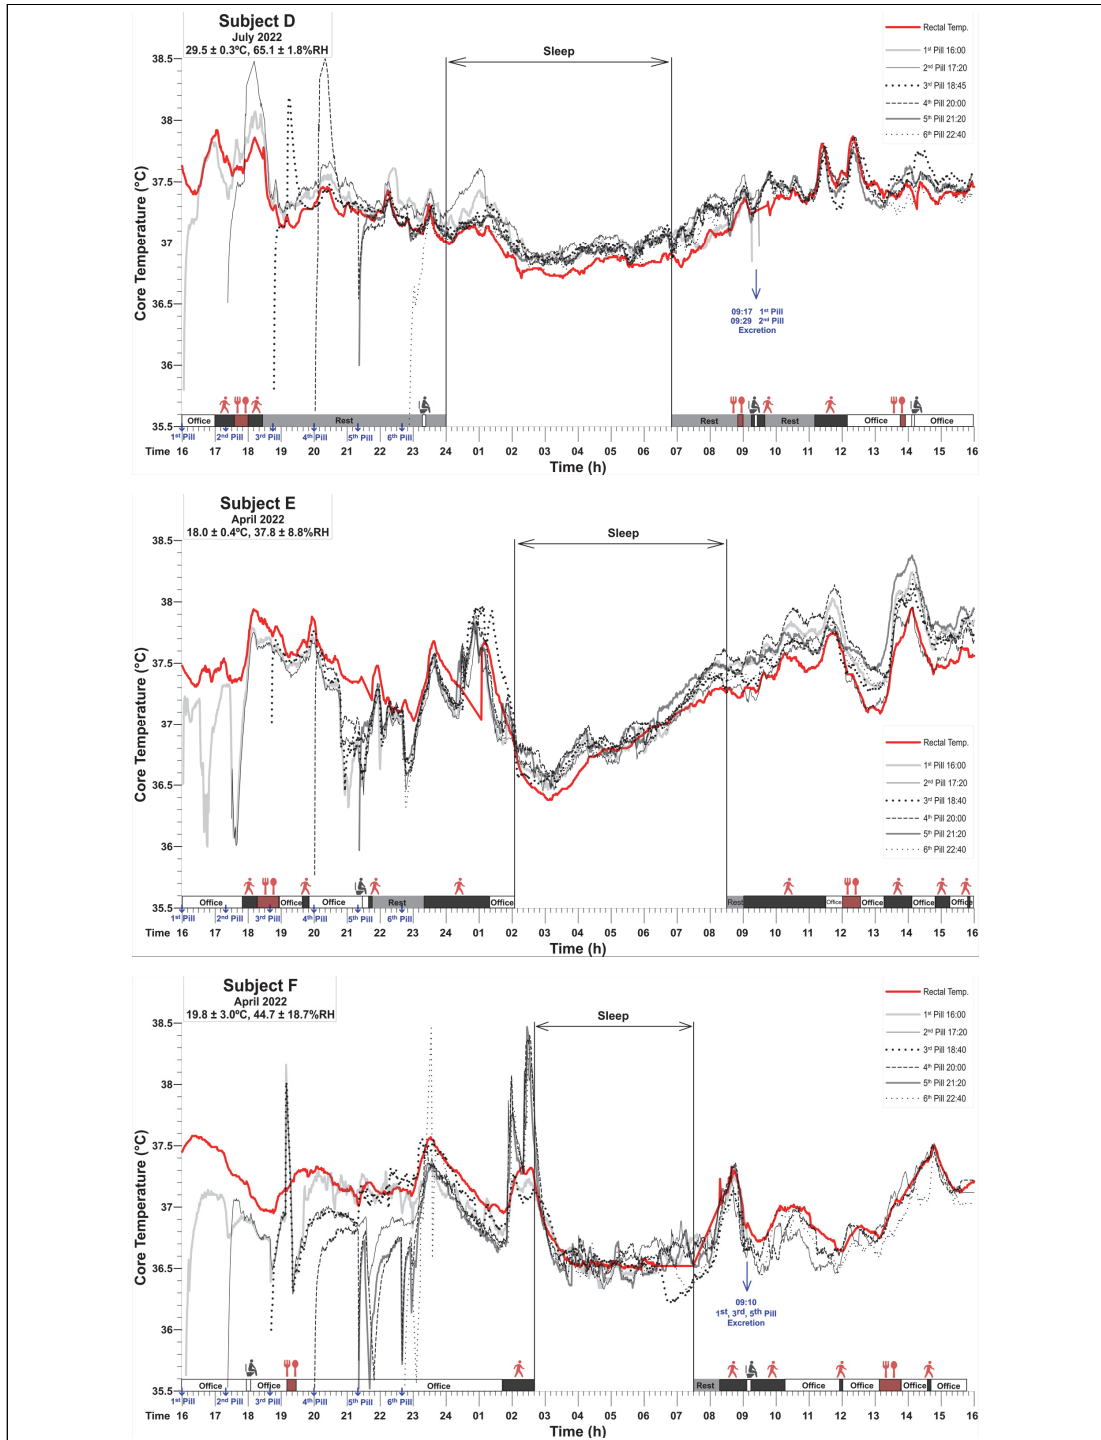 Subject D
July 2022
29.5 ± 0.3ºC, 65.1 ± 1.8%RH
Sleep
Rectal Temp.
1st Pill 16:00
2nd Pill 17:20
3rd Pill 18:45
4th Pill 20:00
5th Pill 21:20
6th Pill 22:40
Core Temperature (°C)
38.5
38
37.5
37
36.5
36
35.5
09:17 1st Pill
09:29 2nd Pill
Excretion
Office Rest Rest Rest Office Office
1st Pill 2nd Pill 3rd Pill 4th Pill 5th Pill 6th Pill
Time 16 17 18 19 20 21 22 23 24 01 02 03 04 05 06 07 08 09 10 11 12 13 14 15 16
Time (h)
Subject E
April 2022
18.0 ± 0.4ºC, 37.8 ± 8.8%RH
Sleep
Core Temperature (°C)
38.5
38
37.5
37
36.5
36
35.5
Rectal Temp.
1st Pill 16:00
2nd Pill 17:20
3rd Pill 18:40
4th Pill 20:00
5th Pill 21:20
6th Pill 22:40
Office Office Office Rest Office Rest Office Office Office Office
1st Pill 2nd Pill 3rd Pill 4th Pill 5th Pill 6th Pill
Time 16 17 18 19 20 21 22 23 24 01 02 03 04 05 06 07 08 09 10 11 12 13 14 15 16
Time (h)
Subject F
April 2022
19.8 ± 3.0ºC, 44.7 ± 18.7%RH
Sleep
Rectal Temp.
1st Pill 16:00
2nd Pill 17:20
3rd Pill 18:40
4th Pill 20:00
5th Pill 21:20
6th Pill 22:40
Core Temperature (°C)
38.5
38
37.5
37
36.5
36
35.5
09:10
1st, 3rd, 5th Pill
Excretion
Office Office Office Rest Office Office Office Office
1st Pill 2nd Pill 3rd Pill 4th Pill 5th Pill 6th Pill
Time 16 17 18 19 20 21 22 23 24 01 02 03 04 05 06 07 08 09 10 11 12 13 14 15 16
Time (h)